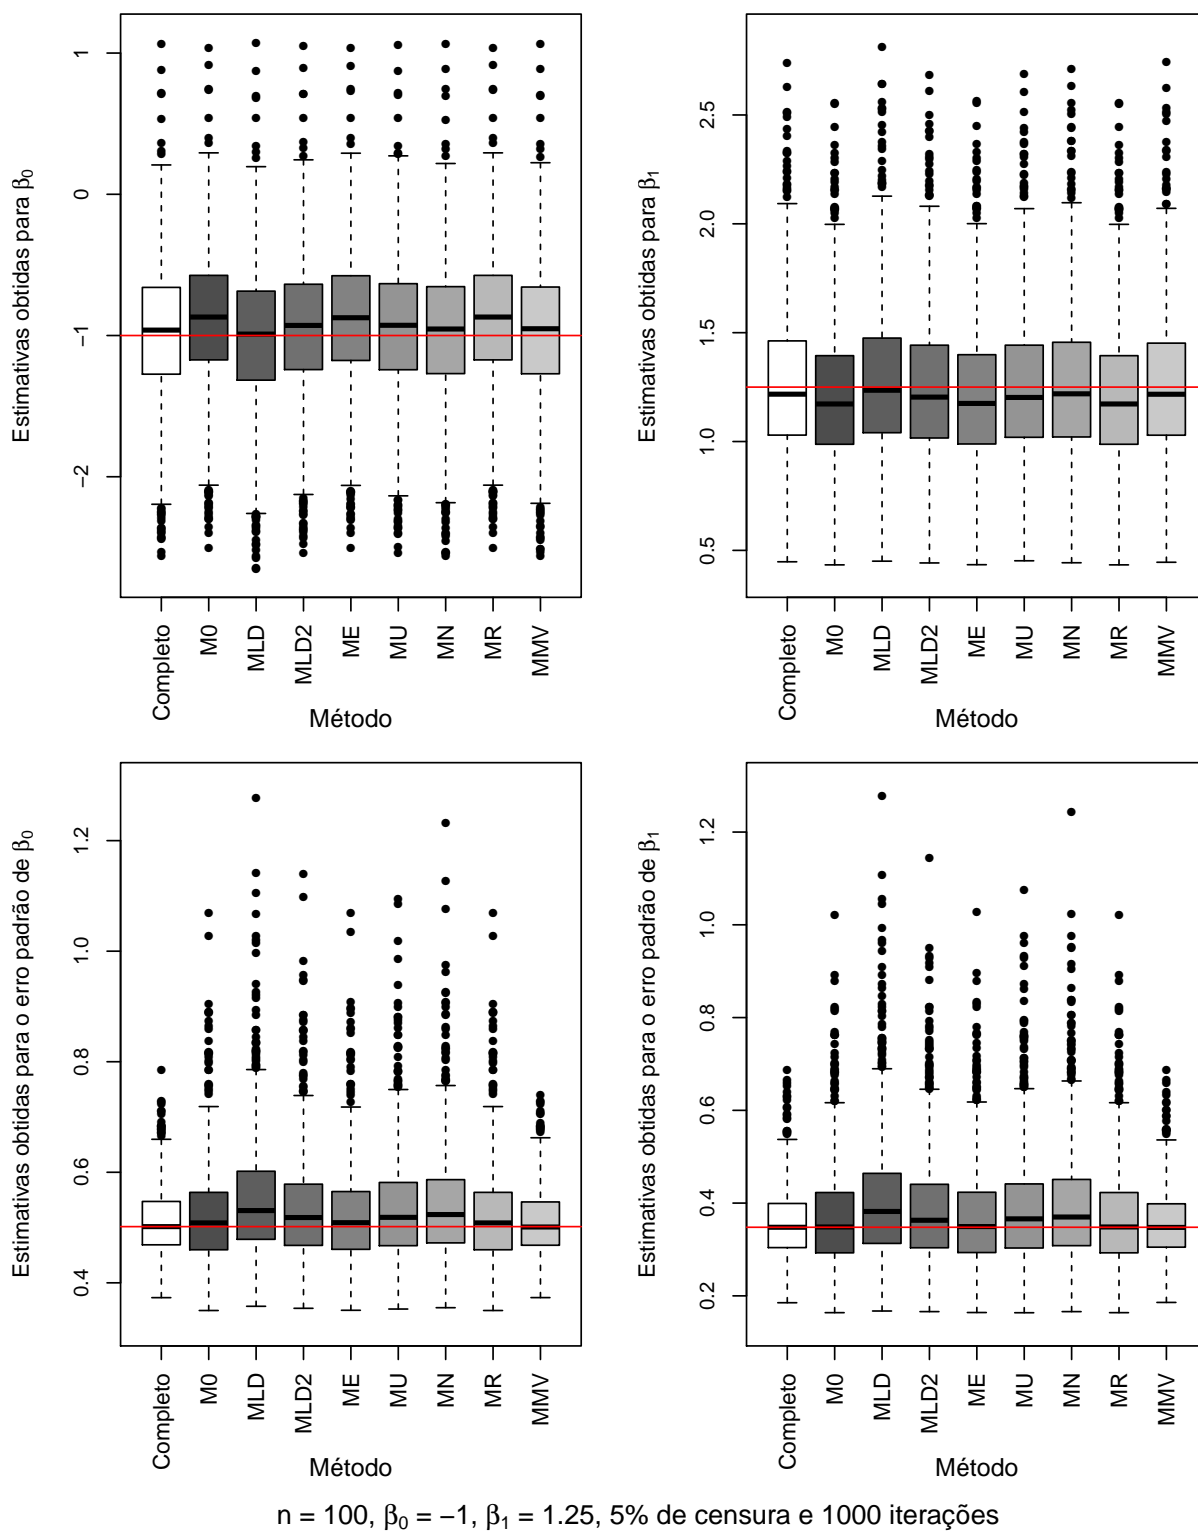 Estimativas obtidas para β₀
1
0
−1
−2
Completo
M0
MLD
MLD2
ME
MU
MN
MR
MMV
Método
Estimativas obtidas para β₁
2.5
2.0
1.5
1.0
0.5
Completo
M0
MLD
MLD2
ME
MU
MN
MR
MMV
Método
Estimativas obtidas para o erro padrão de β₀
1.2
1.0
0.8
0.6
0.4
Completo
M0
MLD
MLD2
ME
MU
MN
MR
MMV
Método
Estimativas obtidas para o erro padrão de β₁
1.2
1.0
0.8
0.6
0.4
0.2
Completo
M0
MLD
MLD2
ME
MU
MN
MR
MMV
Método
n = 100, β₀ = −1, β₁ = 1.25, 5% de censura e 1000 iterações